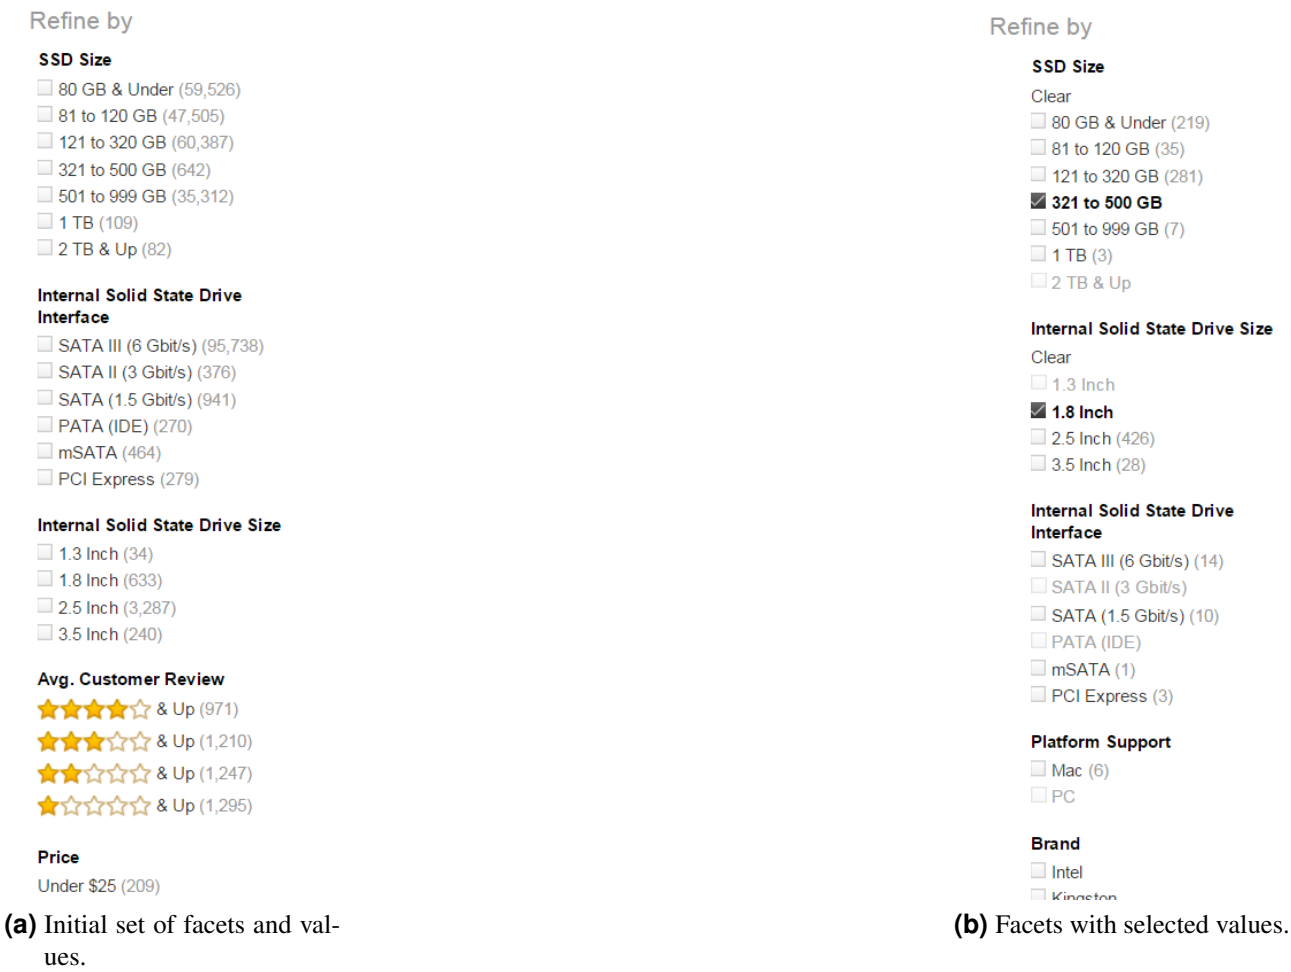 Refine by
SSD Size
80 GB & Under (59,526)
81 to 120 GB (47,505)
121 to 320 GB (60,387)
321 to 500 GB (642)
501 to 999 GB (35,312)
1 TB (109)
2 TB & Up (82)
Internal Solid State Drive
Interface
SATA III (6 Gbit/s) (95,738)
SATA II (3 Gbit/s) (376)
SATA (1.5 Gbit/s) (941)
PATA (IDE) (270)
mSATA (464)
PCI Express (279)
Internal Solid State Drive Size
1.3 Inch (34)
1.8 Inch (633)
2.5 Inch (3,287)
3.5 Inch (240)
Avg. Customer Review
& Up (971)
& Up (1,210)
& Up (1,247)
& Up (1,295)
Price
Under $25 (209)
(a) Initial set of facets and val-
ues.
Refine by
SSD Size
Clear
80 GB & Under (219)
81 to 120 GB (35)
121 to 320 GB (281)
321 to 500 GB
501 to 999 GB (7)
1 TB (3)
2 TB & Up
Internal Solid State Drive Size
Clear
1.3 Inch
1.8 Inch
2.5 Inch (426)
3.5 Inch (28)
Internal Solid State Drive
Interface
SATA III (6 Gbit/s) (14)
SATA II (3 Gbit/s)
SATA (1.5 Gbit/s) (10)
PATA (IDE)
mSATA (1)
PCI Express (3)
Platform Support
Mac (6)
PC
Brand
Intel
Kingston
(b) Facets with selected values.